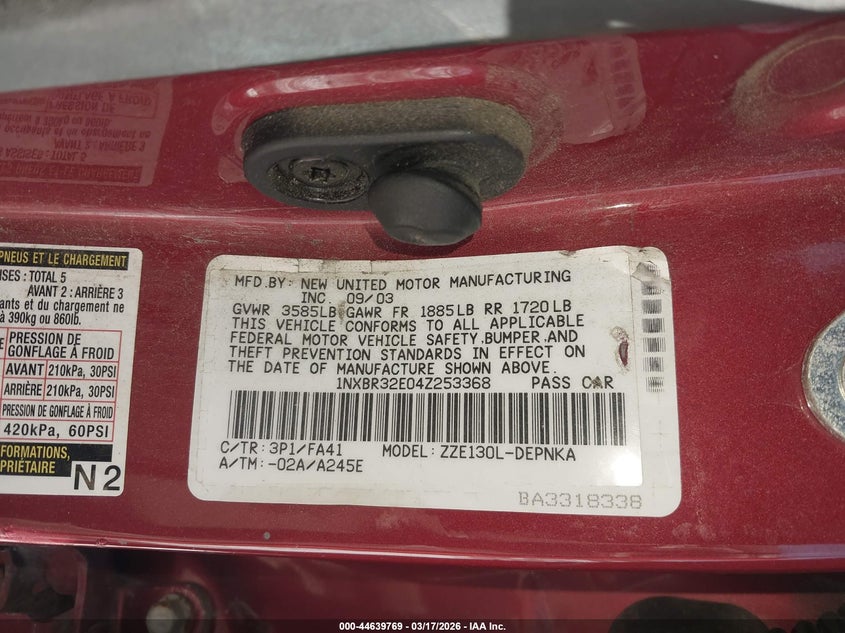 PNEUS ET LE CHARGEMENT
: TOTAL 5
AVANT 2 : ARRIÈRE 3
et du chargement ne
à 390kg ou 860lb.
PRESSION DE
GONFLAGE À FROID
AVANT 210kPa, 30PSI
ARRIÈRE 210kPa, 30PSI
PRESSION DE GONFLAGE À FROID
420kPa, 60PSI
N2
MFD.BY: NEW UNITED MOTOR MANUFACTURING
INC. 09/03
GVWR 3585LB GAWR FR 1885LB RR 1720LB
THIS VEHICLE CONFORMS TO ALL APPLICABLE
FEDERAL MOTOR VEHICLE SAFETY,BUMPER,AND
THEFT PREVENTION STANDARDS IN EFFECT ON
THE DATE OF MANUFACTURE SHOWN ABOVE.
1NXBR32E04Z253368 PASS CAR
C/TR: 3P1/FA41 MODEL: ZZE130L-DEPNKA
A/TM: -02A/A245E
BA3318338
000-44639769 — 03/17/2026 — IAA Inc.